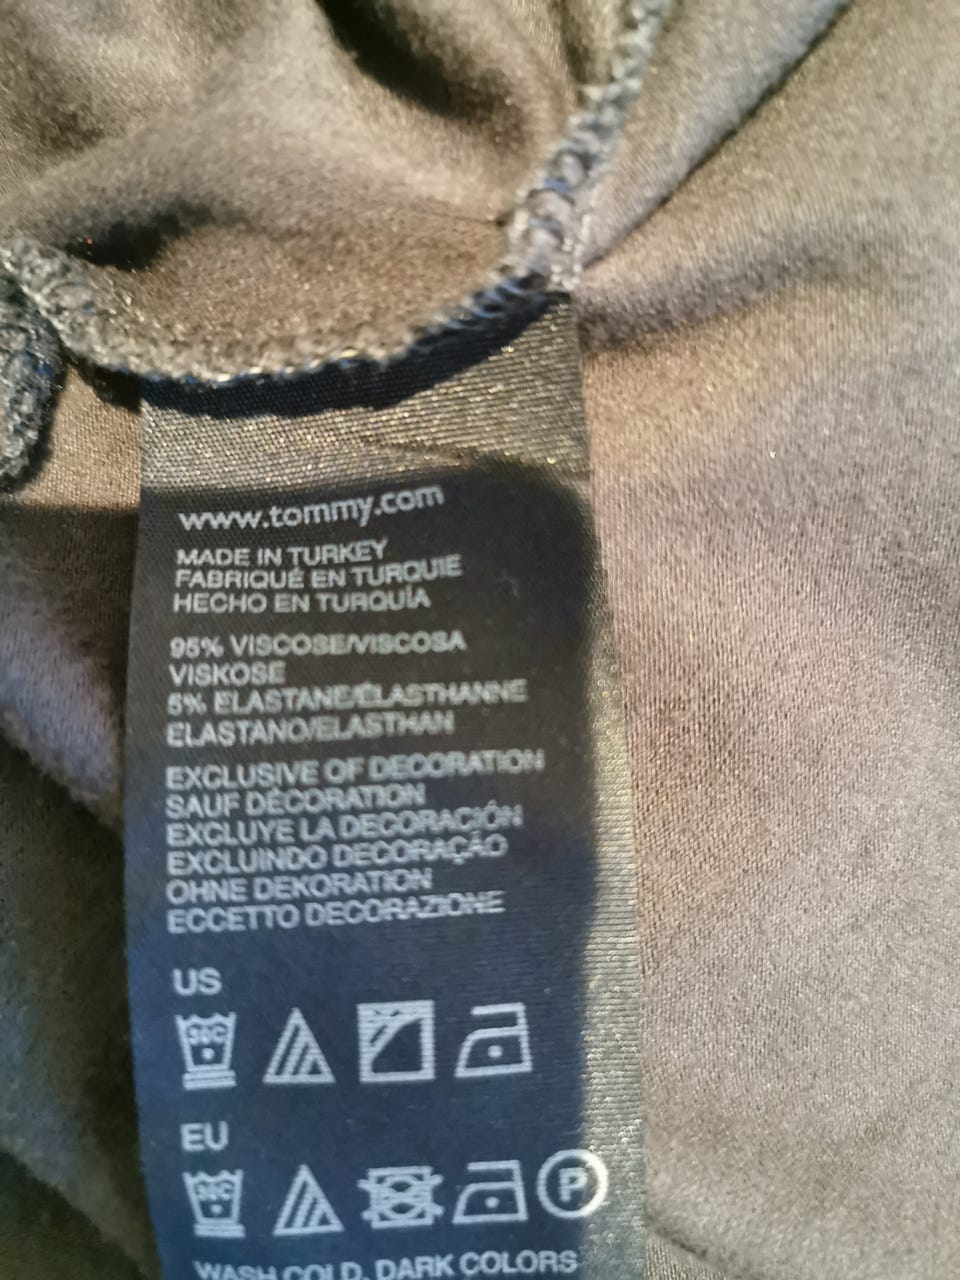 www.tommy.com
MADE IN TURKEY
FABRIQUÉ EN TURQUIE
HECHO EN TURQUÍA
95% VISCOSE/VISCOSA
VISKOSE
5% ELASTANE/ÉLASTHANNE
ELASTANO/ELASTHAN
EXCLUSIVE OF DECORATION
SAUF DÉCORATION
EXCLUYE LA DECORACIÓN
EXCLUINDO DECORAÇÃO
OHNE DEKORATION
ECCETTO DECORAZIONE
US
30C
EU
30C
P
WASH COLD, DARK COLORS